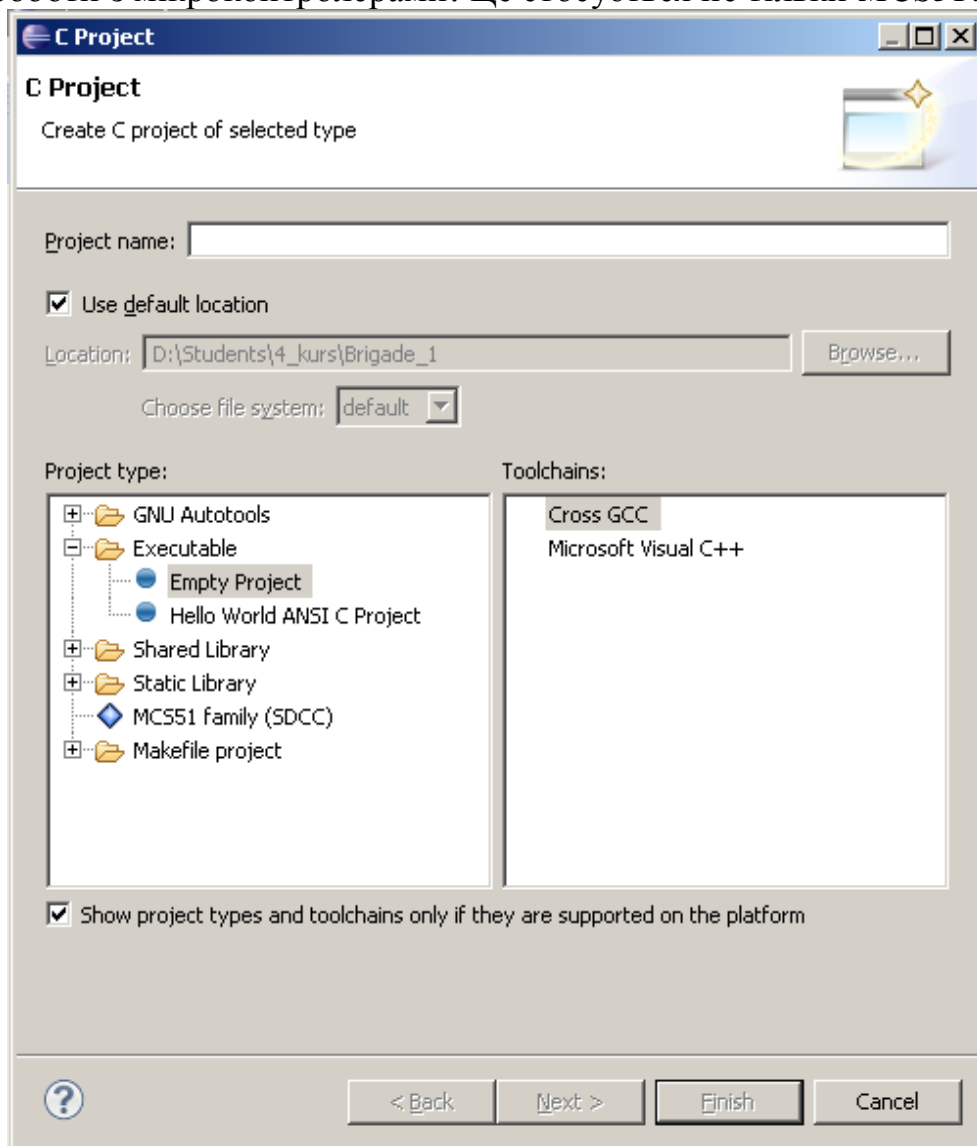 C Project
C Project
Create C project of selected type
Project name:
Use default location
Location: D:\Students\4_kurs\Brigade_1 Browse...
Choose file system: default
Project type: Toolchains:
GNU Autotools Cross GCC
Executable Microsoft Visual C++
Empty Project
Hello World ANSI C Project
Shared Library
Static Library
MCS51 family (SDCC)
Makefile project
Show project types and toolchains only if they are supported on the platform
? < Back Next > Finish Cancel